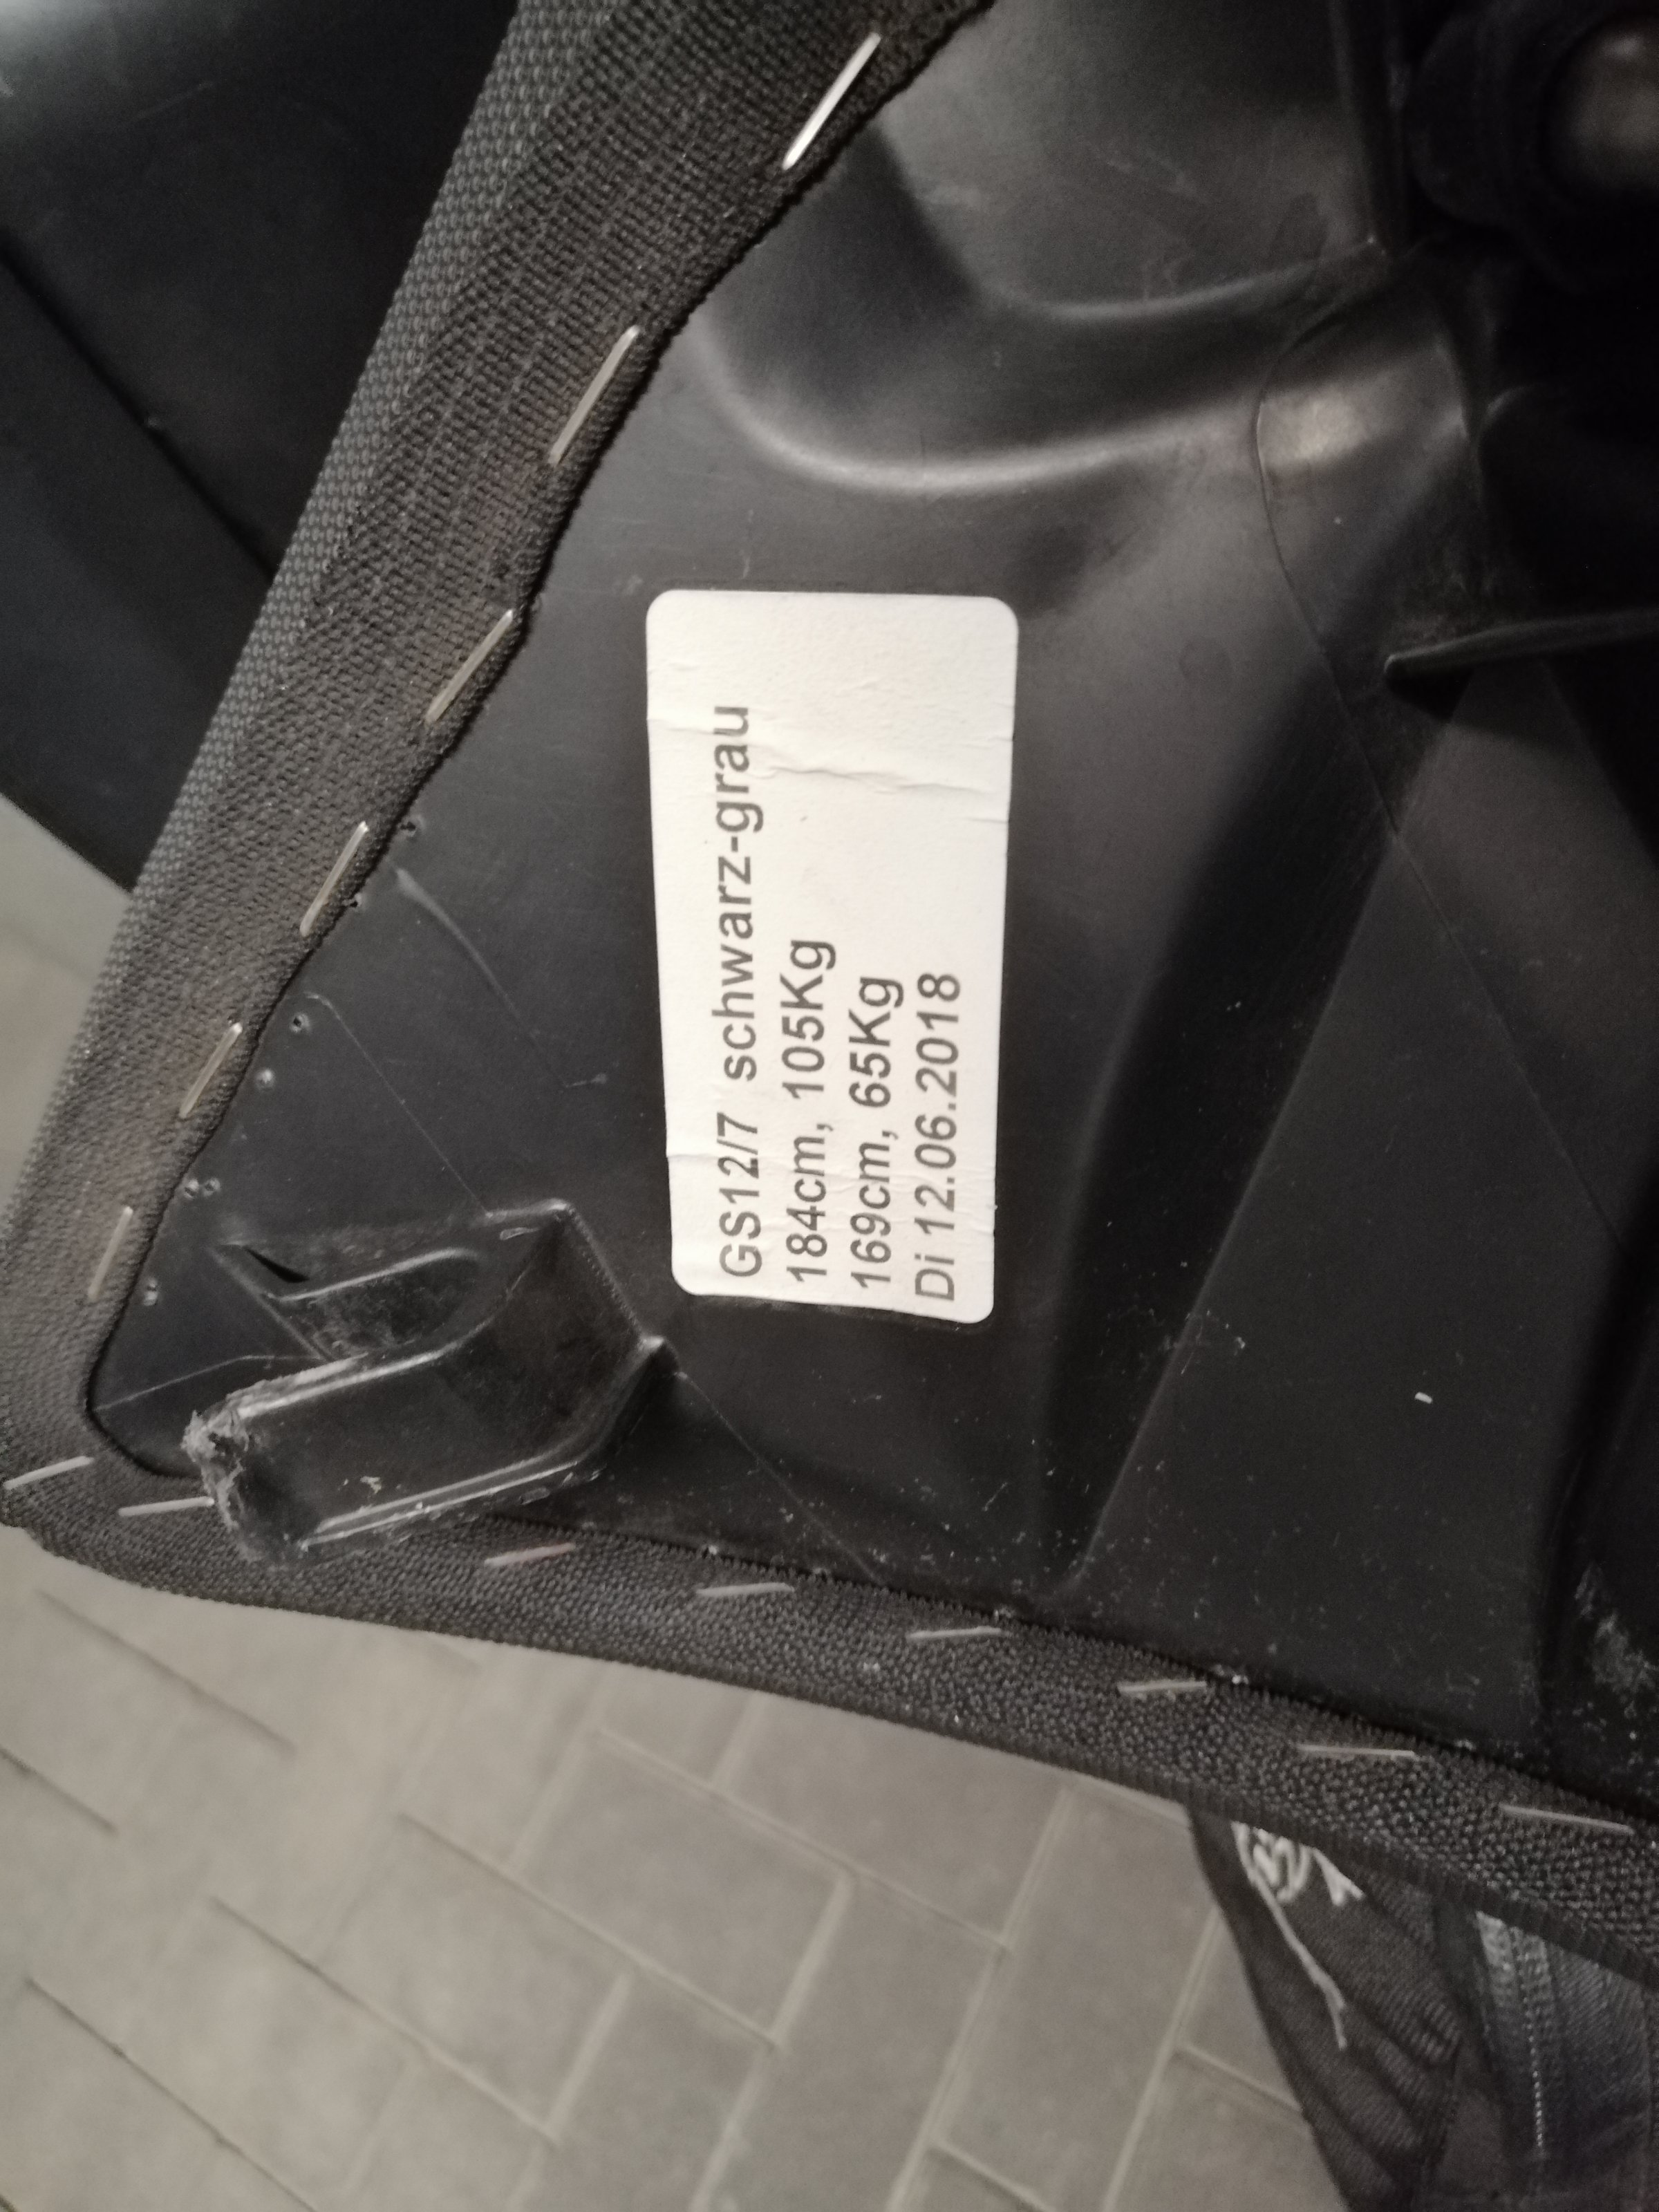 GS12/7 schwarz-grau
184cm, 105Kg
169cm, 65Kg
Di 12.06.2018